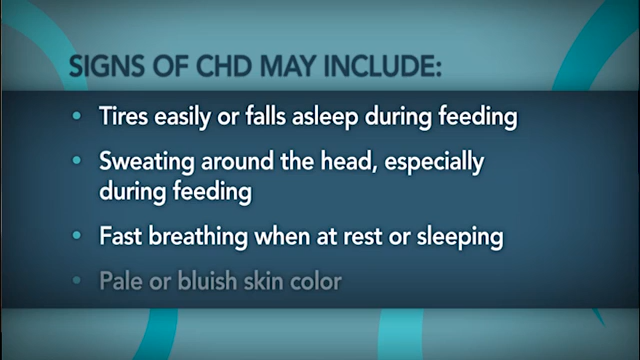 SIGNS OF CHD MAY INCLUDE:
• Tires easily or falls asleep during feeding
• Sweating around the head, especially
during feeding
• Fast breathing when at rest or sleeping
• Pale or bluish skin color